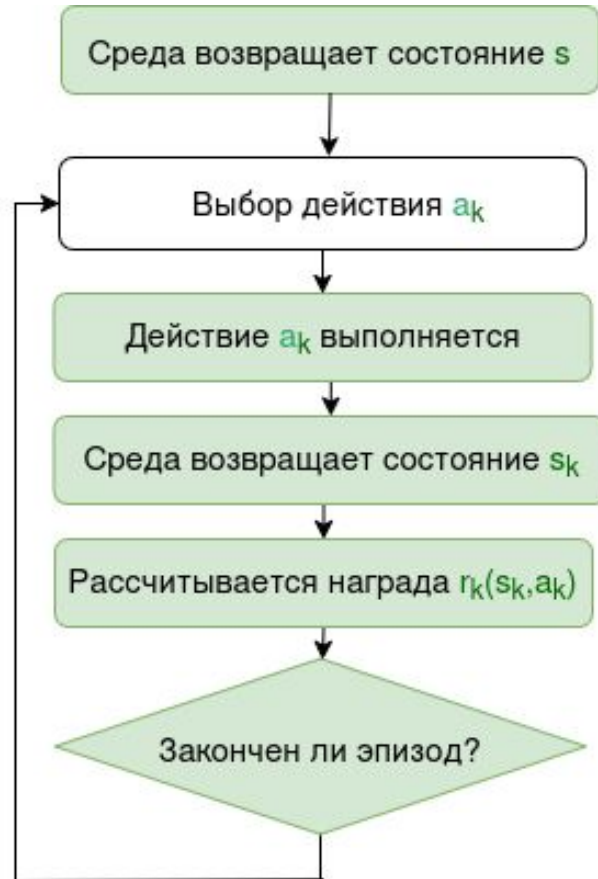 Среда возвращает состояние s
Выбор действия aₖ
Действие aₖ выполняется
Среда возвращает состояние sₖ
Рассчитывается награда rₖ(sₖ,aₖ)
Закончен ли эпизод?